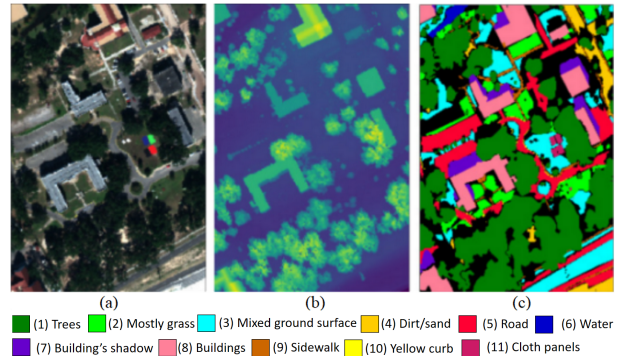 (a) (b) (c)
(1) Trees (2) Mostly grass (3) Mixed ground surface (4) Dirt/sand (5) Road (6) Water
(7) Building's shadow (8) Buildings (9) Sidewalk (10) Yellow curb (11) Cloth panels